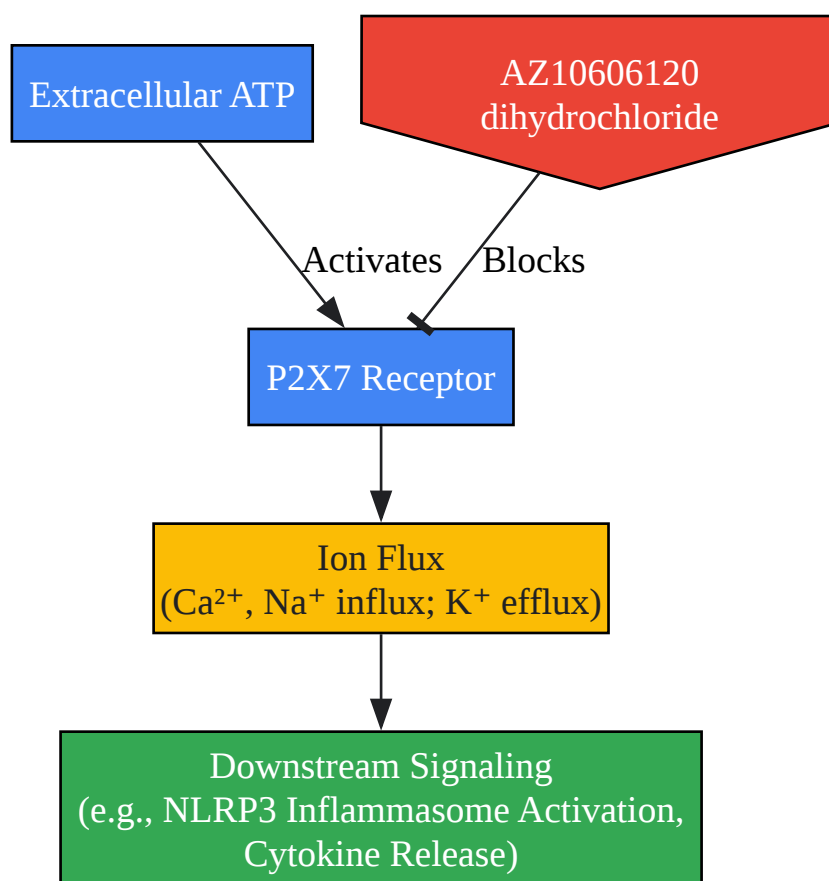 Extracellular ATP
AZ10606120
dihydrochloride
Activates
Blocks
P2X7 Receptor
Ion Flux
(Ca²⁺, Na⁺ influx; K⁺ efflux)
Downstream Signaling
(e.g., NLRP3 Inflammasome Activation,
Cytokine Release)